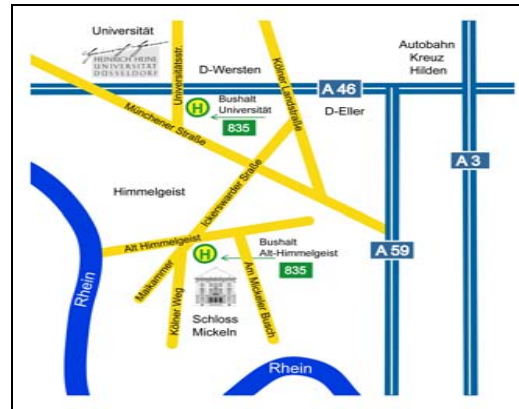 Universität
HEINRICH HEINE
UNIVERSITÄT
DÜSSELDORF
Universitätsstr.
D-Wersten
Kölner Landstraße
Autobahn
Kreuz
Hilden
A 46
Münchener Straße
H
Bushalt
Universität
835
D-Eller
A 3
Himmelgeist
Ickerswarder Sraße
Alt Himmelgeist
H
Bushalt
Alt-Himmelgeist
835
A 59
Rhein
Malkammer
Kölner Weg
Am Mickeler Busch
Schloss
Mickeln
Rhein